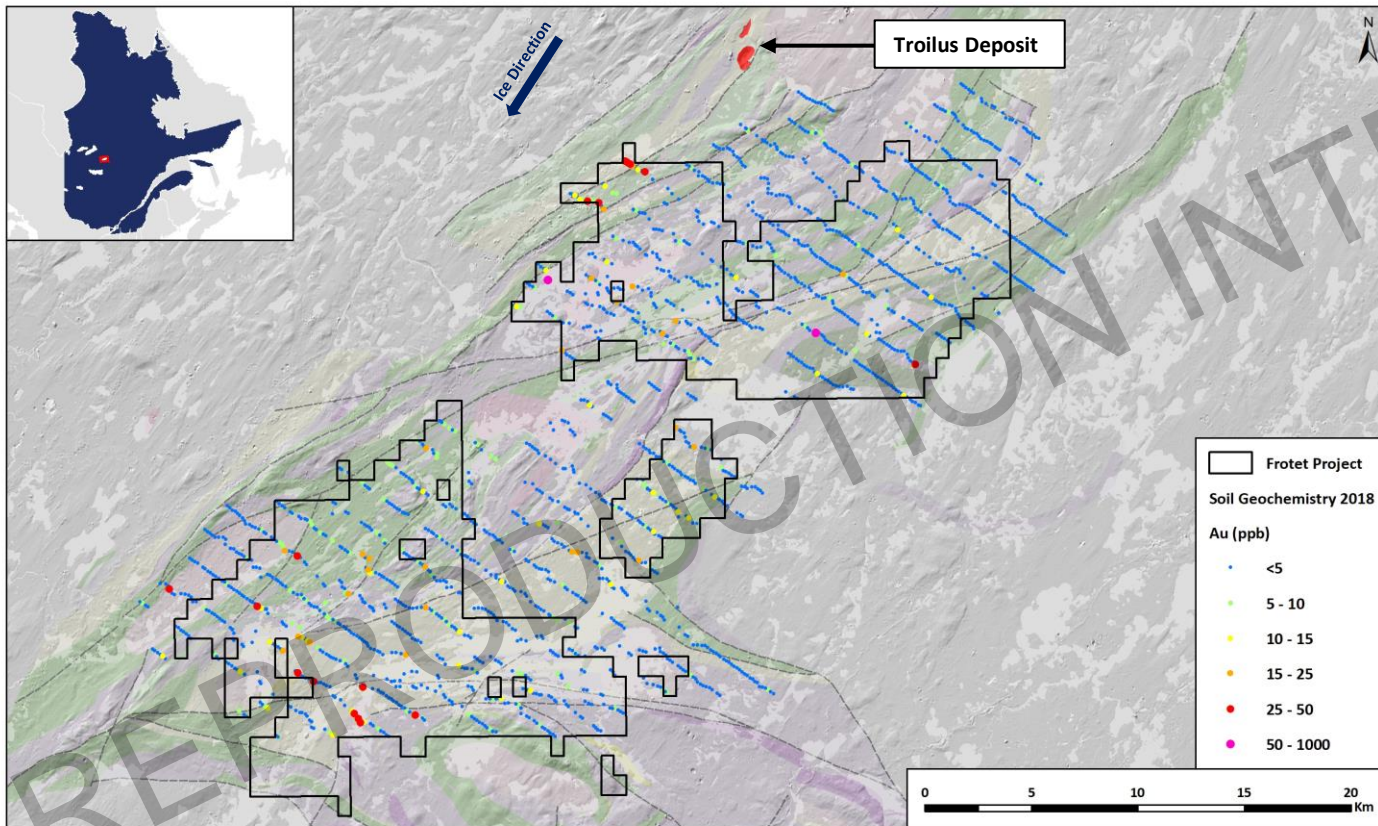 Ice Direction
Troilus Deposit
N
REPRODUCTION INT
Frotet Project
Soil Geochemistry 2018
Au (ppb)
<5
5 - 10
10 - 15
15 - 25
25 - 50
50 - 1000
0 5 10 15 20
Km